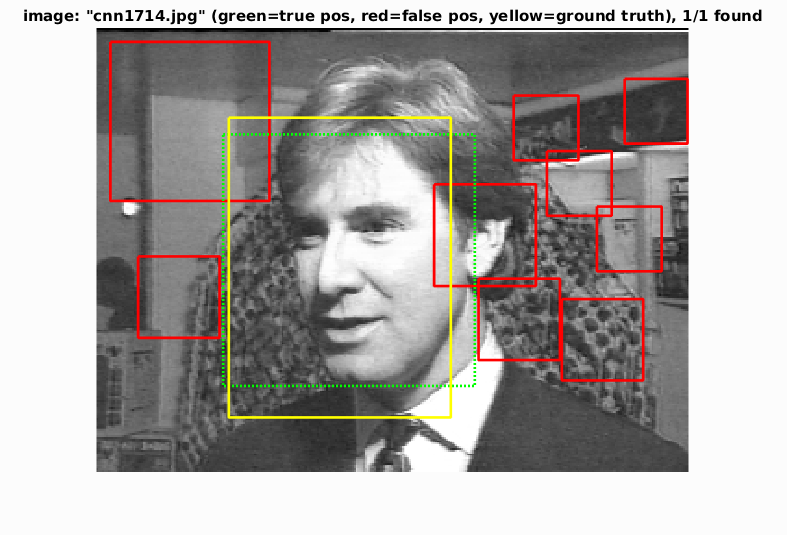 image: "cnn1714.jpg" (green=true pos, red=false pos, yellow=ground truth), 1/1 found